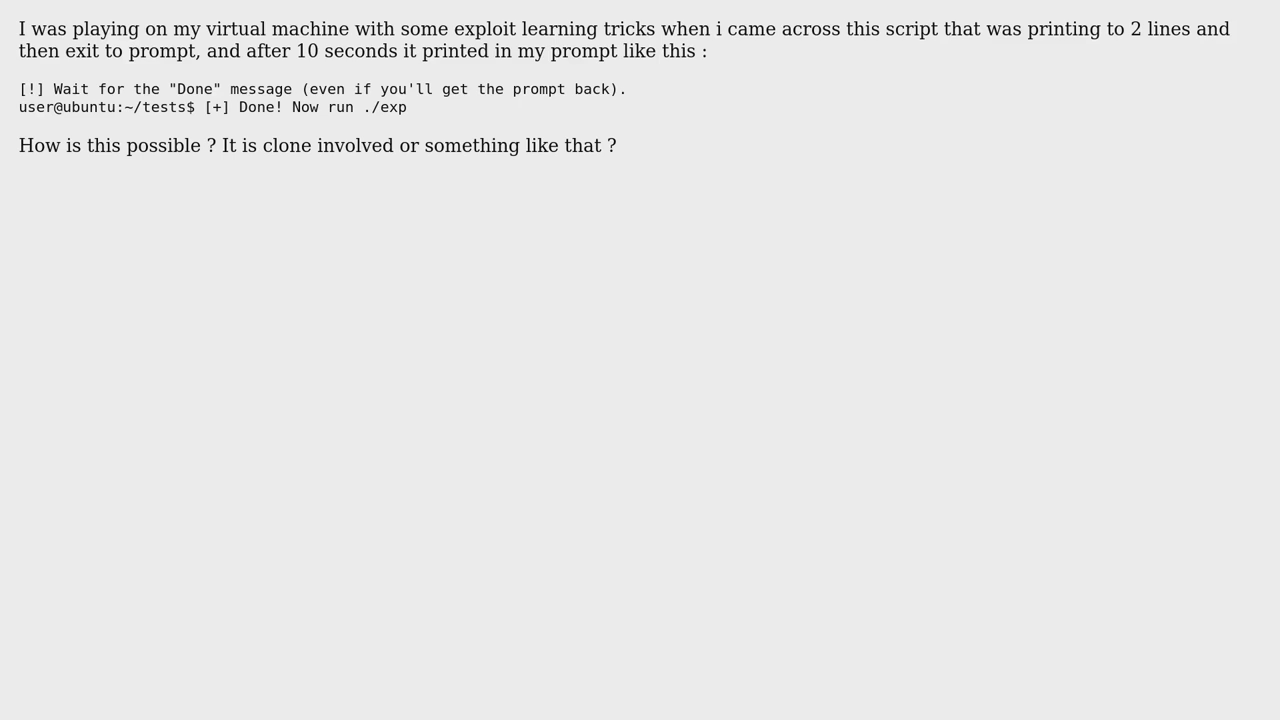 I was playing on my virtual machine with some exploit learning tricks when i came across this script that was printing to 2 lines and
then exit to prompt, and after 10 seconds it printed in my prompt like this :
[!] Wait for the "Done" message (even if you'll get the prompt back).
user@ubuntu:~/tests$ [+] Done! Now run ./exp
How is this possible ? It is clone involved or something like that ?